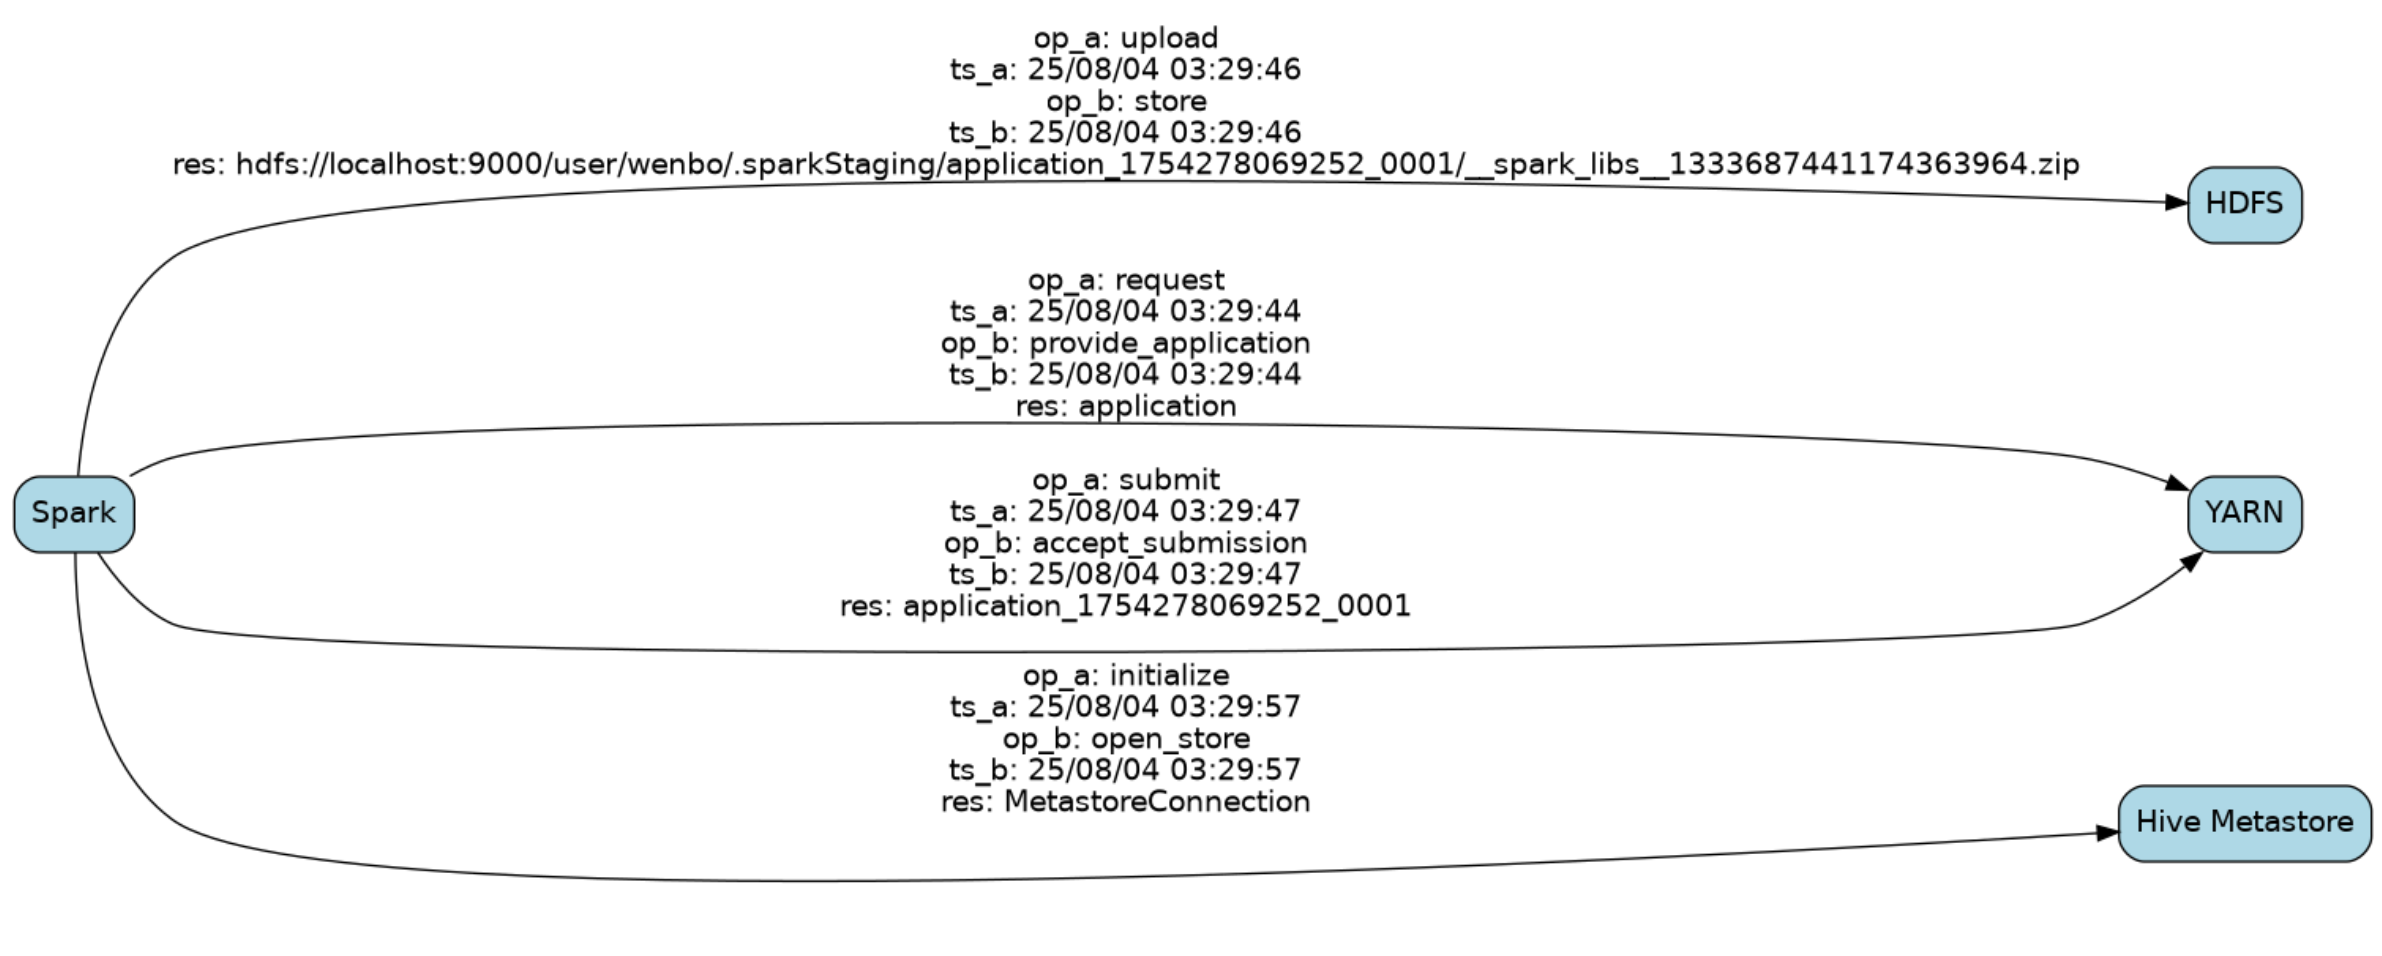 op_a: upload
ts_a: 25/08/04 03:29:46
op_b: store
ts_b: 25/08/04 03:29:46
res: hdfs://localhost:9000/user/wenbo/.sparkStaging/application_1754278069252_0001/__spark_libs__1333687441174363964.zip
HDFS
op_a: request
ts_a: 25/08/04 03:29:44
op_b: provide_application
ts_b: 25/08/04 03:29:44
res: application
Spark
YARN
op_a: submit
ts_a: 25/08/04 03:29:47
op_b: accept_submission
ts_b: 25/08/04 03:29:47
res: application_1754278069252_0001
op_a: initialize
ts_a: 25/08/04 03:29:57
op_b: open_store
ts_b: 25/08/04 03:29:57
res: MetastoreConnection
Hive Metastore